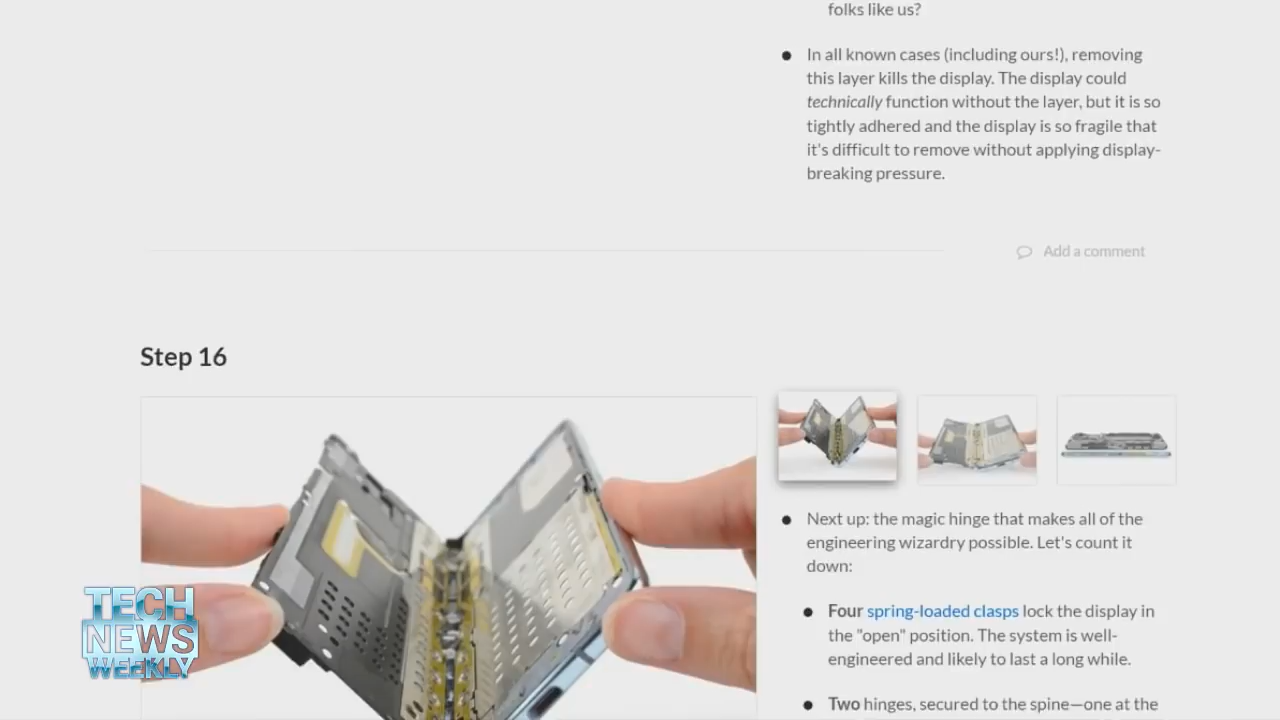 folks like us?
In all known cases (including ours!), removing
this layer kills the display. The display could
technically function without the layer, but it is so
tightly adhered and the display is so fragile that
it's difficult to remove without applying display-
breaking pressure.
Add a comment
Step 16
Next up: the magic hinge that makes all of the
engineering wizardry possible. Let's count it
down:
Four spring-loaded clasps lock the display in
the "open" position. The system is well-
engineered and likely to last a long while.
Two hinges, secured to the spine—one at the
TECH
NEWS
WEEKLY